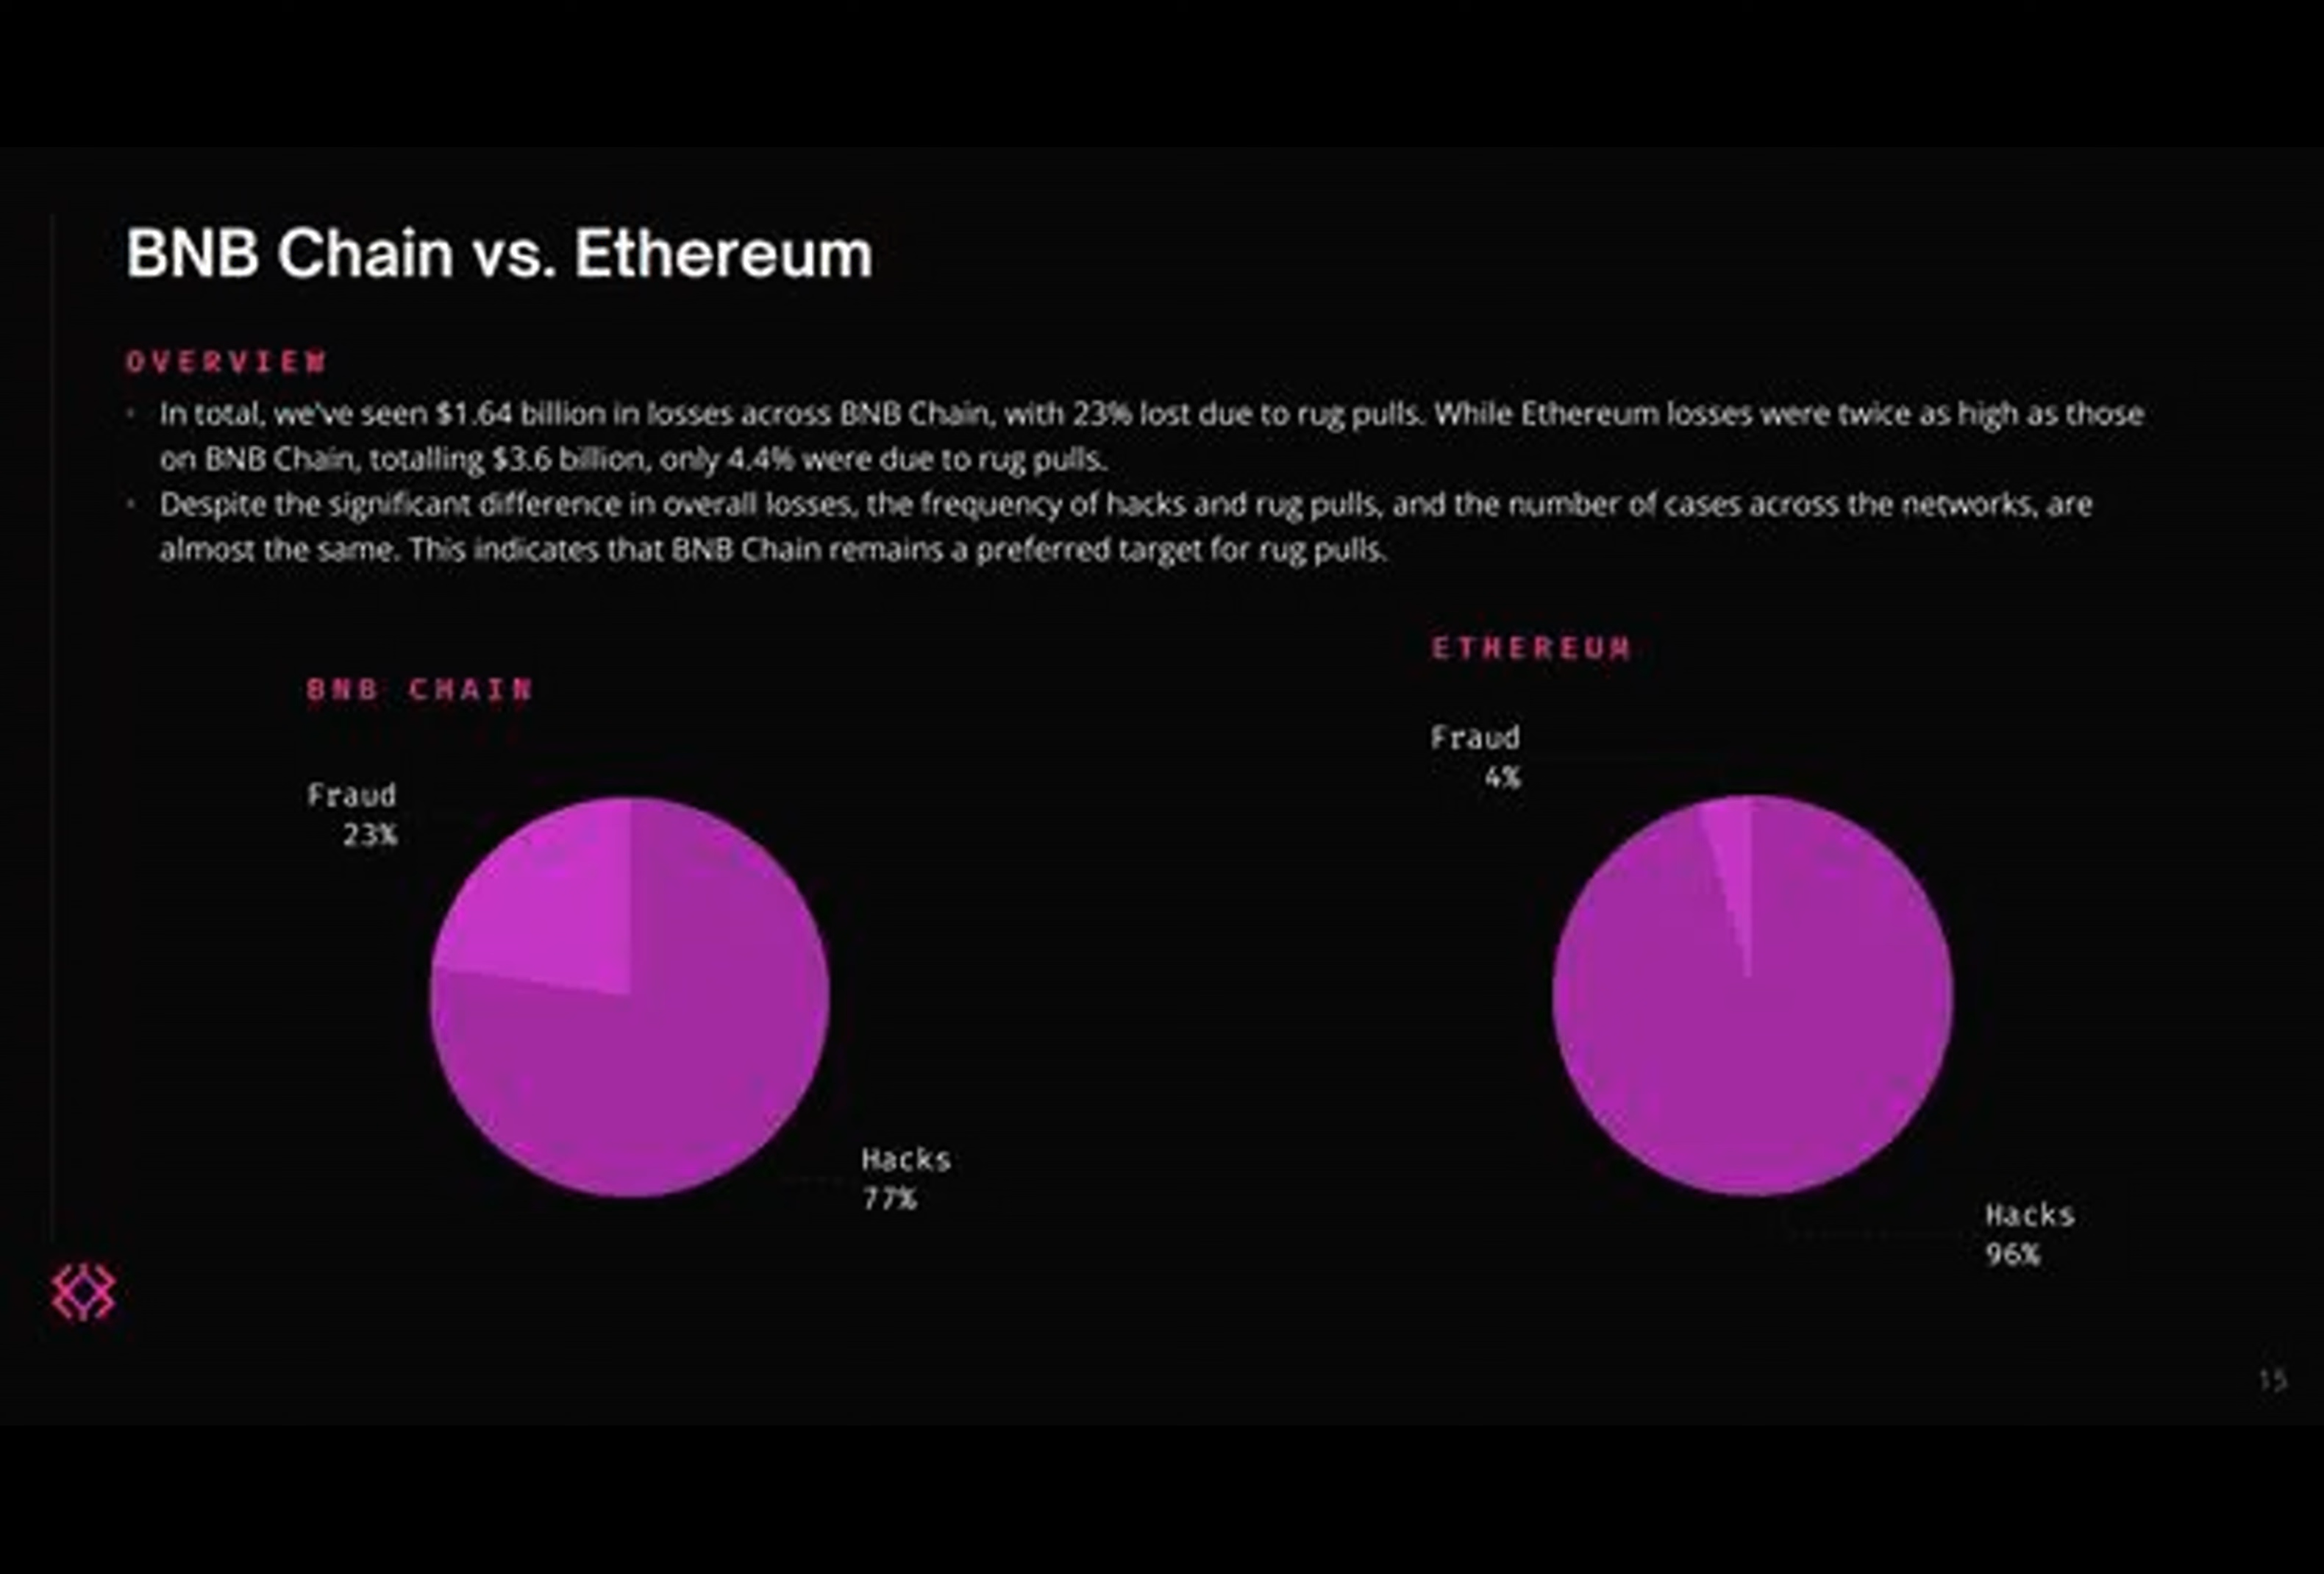 BNB Chain vs. Ethereum
OVERVIEW
• In total, we've seen $1.64 billion in losses across BNB Chain, with 23% lost due to rug pulls. While Ethereum losses were twice as high as those
on BNB Chain, totalling $3.6 billion, only 4.4% were due to rug pulls.
• Despite the significant difference in overall losses, the frequency of hacks and rug pulls, and the number of cases across the networks, are
almost the same. This indicates that BNB Chain remains a preferred target for rug pulls.
BNB CHAIN
Fraud
23%
Hacks
77%
ETHEREUM
Fraud
4%
Hacks
96%
15